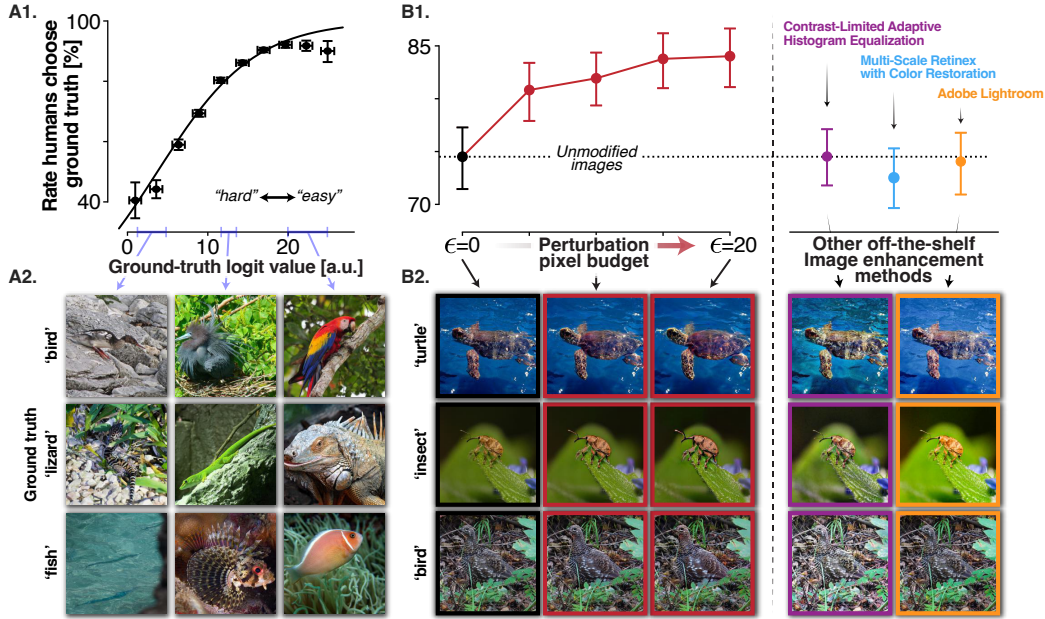 A1.
100
40
Rate humans choose
ground truth [%]
“hard”
“easy”
0
10
20
Ground-truth logit value [a.u.]
A2.
Ground truth
‘bird’
‘lizard’
‘fish’
B1.
85
70
Unmodified
images
ϵ=0
Perturbation
pixel budget
ϵ=20
Contrast-Limited Adaptive
Histogram Equalization
Multi-Scale Retinex
with Color Restoration
Adobe Lightroom
Other off-the-shelf
Image enhancement
methods
B2.
‘turtle’
‘insect’
‘bird’